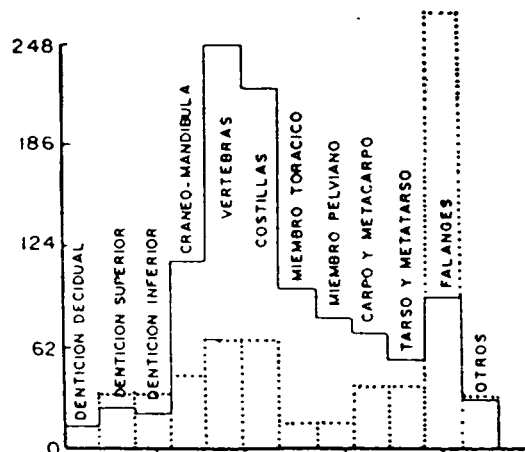 248
186
124
62
0
DENTICION DECIDUAL
DENTICION SUPERIOR
DENTICION INFERIOR
CRANEO-MANDIBULA
VERTEBRAS
COSTILLAS
MIEMBRO TORACICO
MIEMBRO PELVIANO
CARPO Y METACARPO
TARSO Y METATARSO
FALANGES
OTROS